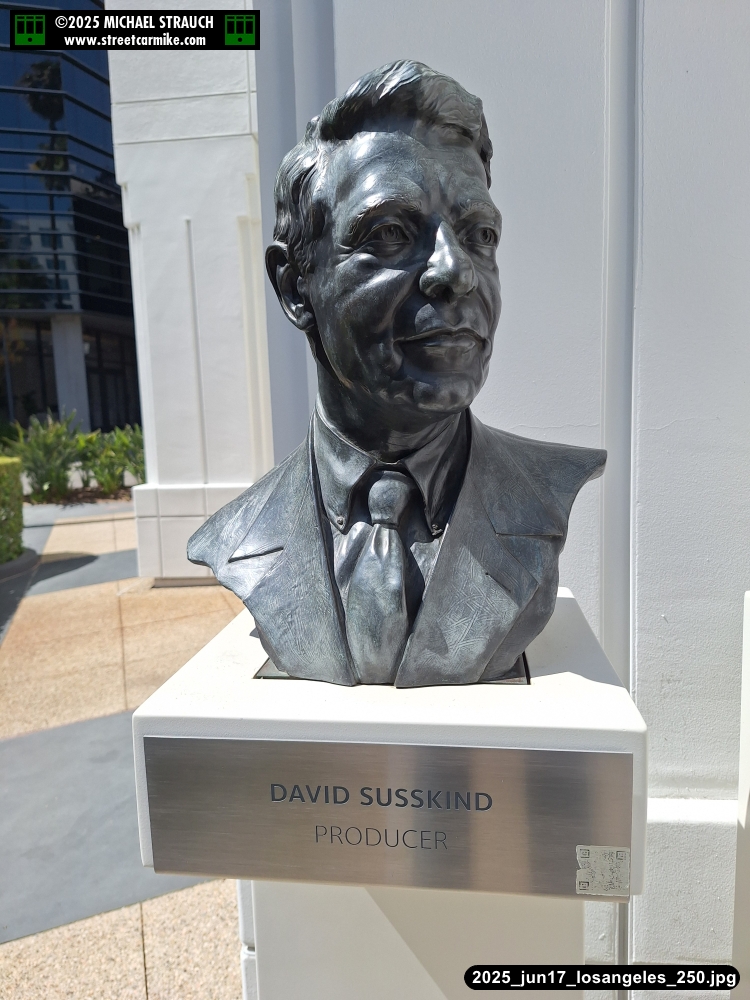 ©2025 MICHAEL STRAUCH
www.streetcarmike.com
DAVID SUSSKIND
PRODUCER
2025_jun17_losangeles_250.jpg